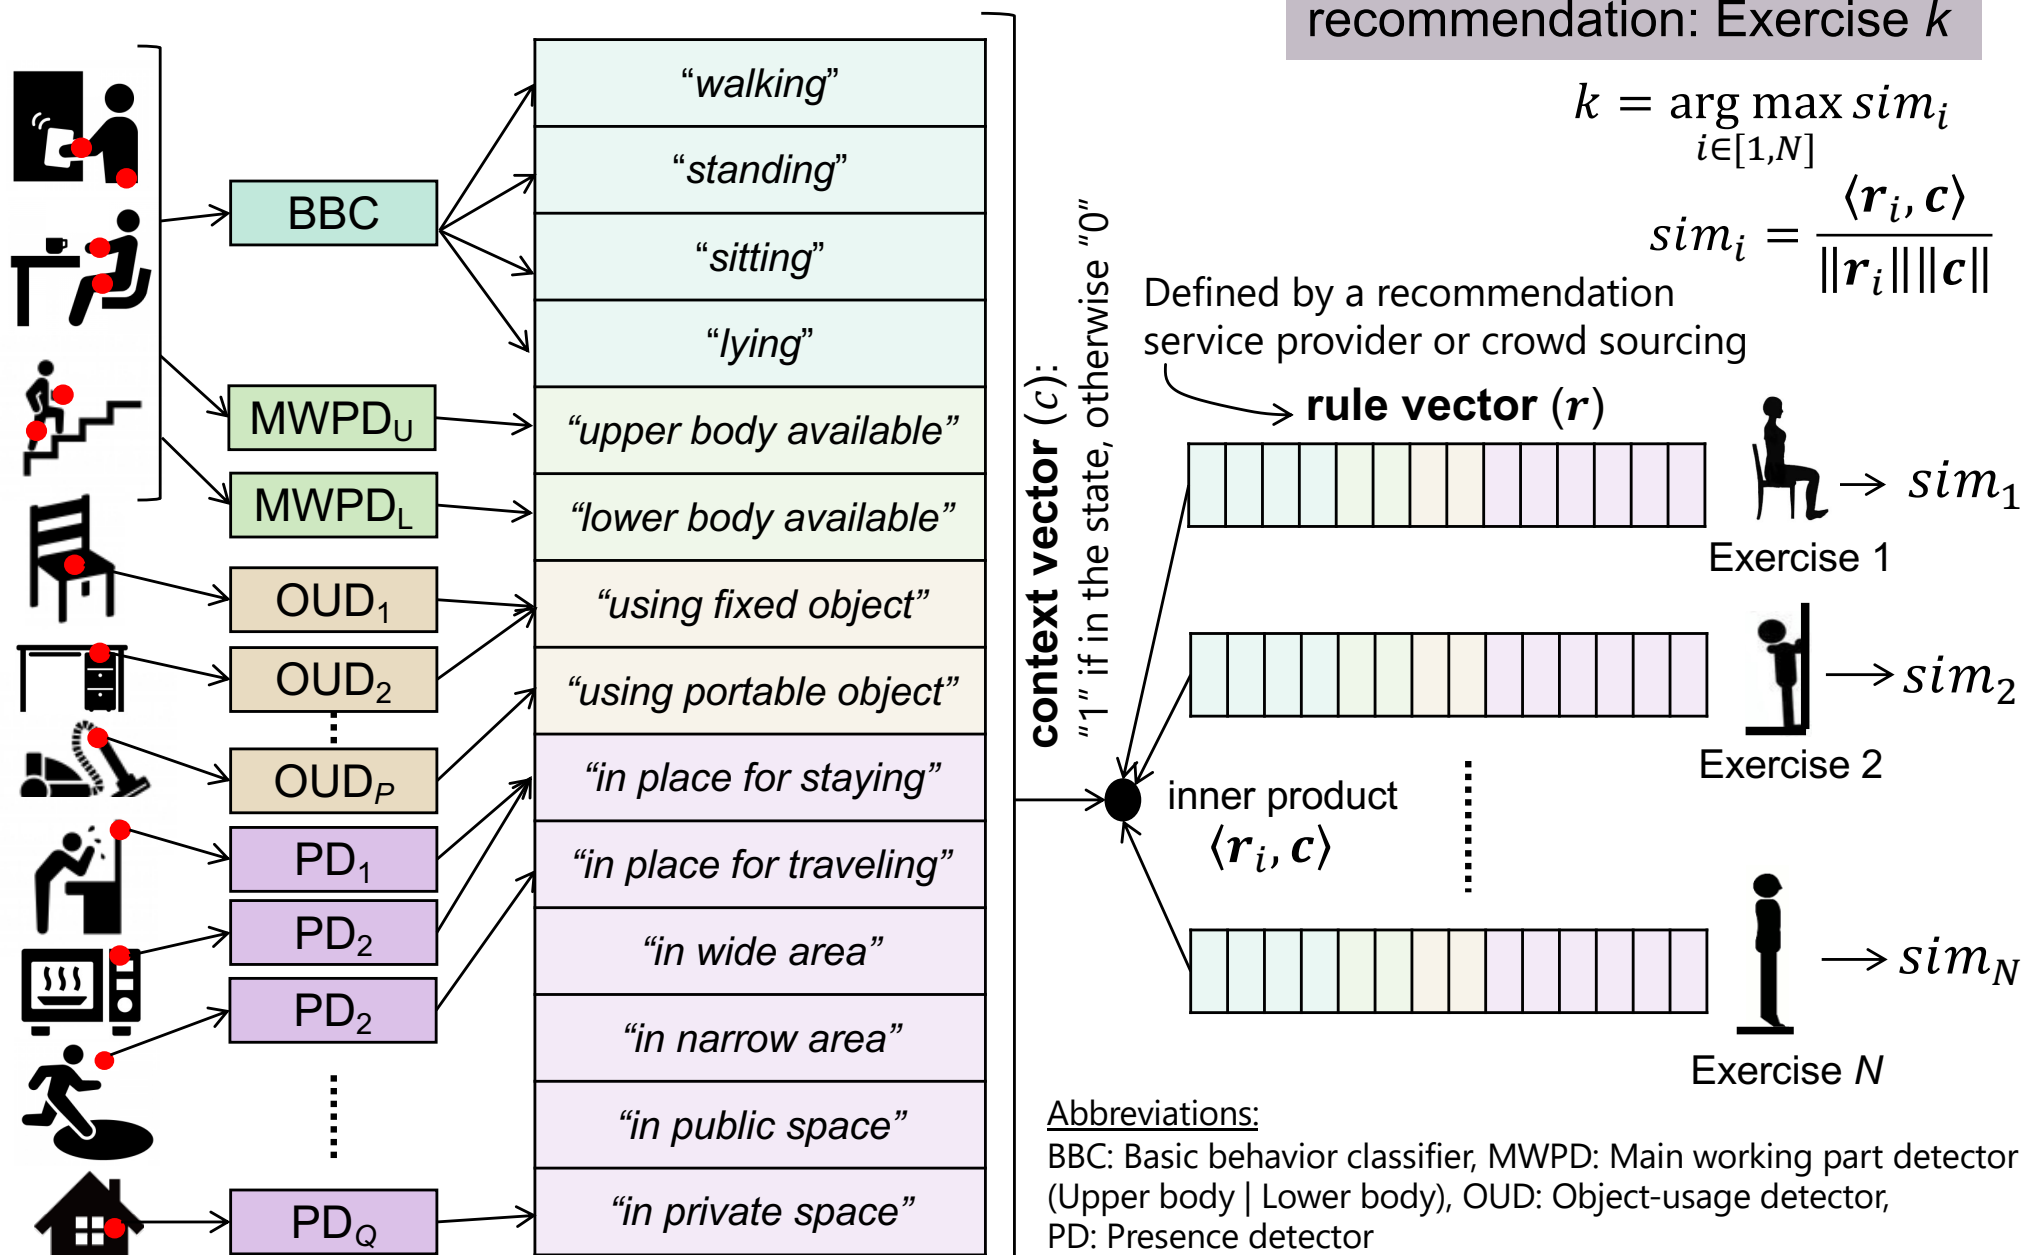 recommendation: Exercise k
k = arg max sim_i
i∈[1,N]
sim_i = ⟨r_i, c⟩ / ‖r_i‖‖c‖
BBC
MWPD_U
MWPD_L
OUD_1
OUD_2
OUD_P
PD_1
PD_2
PD_2
PD_Q
“walking”
“standing”
“sitting”
“lying”
“upper body available”
“lower body available”
“using fixed object”
“using portable object”
“in place for staying”
“in place for traveling”
“in wide area”
“in narrow area”
“in public space”
“in private space”
context vector (c):
“1” if in the state, otherwise “0”
Defined by a recommendation
service provider or crowd sourcing
rule vector (r)
sim_1
Exercise 1
sim_2
Exercise 2
inner product
⟨r_i, c⟩
sim_N
Exercise N
Abbreviations:
BBC: Basic behavior classifier, MWPD: Main working part detector
(Upper body | Lower body), OUD: Object-usage detector,
PD: Presence detector